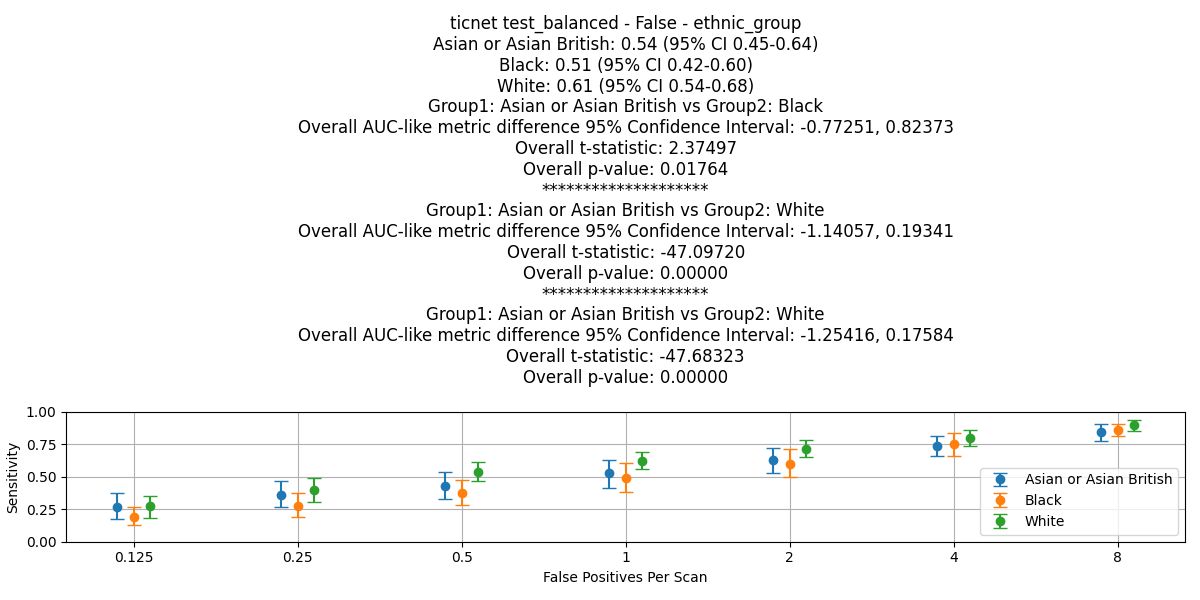 ticnet test_balanced - False - ethnic_group
Asian or Asian British: 0.54 (95% CI 0.45-0.64)
Black: 0.51 (95% CI 0.42-0.60)
White: 0.61 (95% CI 0.54-0.68)
Group1: Asian or Asian British vs Group2: Black
Overall AUC-like metric difference 95% Confidence Interval: -0.77251, 0.82373
Overall t-statistic: 2.37497
Overall p-value: 0.01764
********************
Group1: Asian or Asian British vs Group2: White
Overall AUC-like metric difference 95% Confidence Interval: -1.14057, 0.19341
Overall t-statistic: -47.09720
Overall p-value: 0.00000
********************
Group1: Asian or Asian British vs Group2: White
Overall AUC-like metric difference 95% Confidence Interval: -1.25416, 0.17584
Overall t-statistic: -47.68323
Overall p-value: 0.00000
1.00
0.75
0.50
0.25
0.00
Sensitivity
Asian or Asian British
Black
White
0.125 0.25 0.5 1 2 4 8
False Positives Per Scan